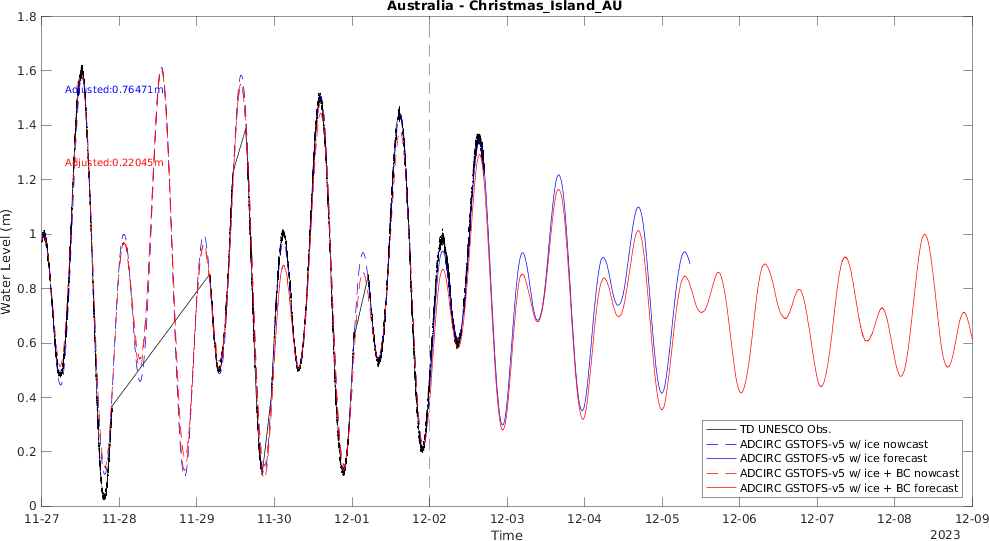 Australia - Christmas_Island_AU
1.8
1.6
1.4
1.2
1
0.8
0.6
0.4
0.2
0
Water Level (m)
Adjusted:0.76471m
Adjusted:0.22045m
TD UNESCO Obs.
ADCIRC GSTOFS-v5 w/ ice nowcast
ADCIRC GSTOFS-v5 w/ ice forecast
ADCIRC GSTOFS-v5 w/ ice + BC nowcast
ADCIRC GSTOFS-v5 w/ ice + BC forecast
11-27 11-28 11-29 11-30 12-01 12-02 12-03 12-04 12-05 12-06 12-07 12-08 12-09
Time
2023